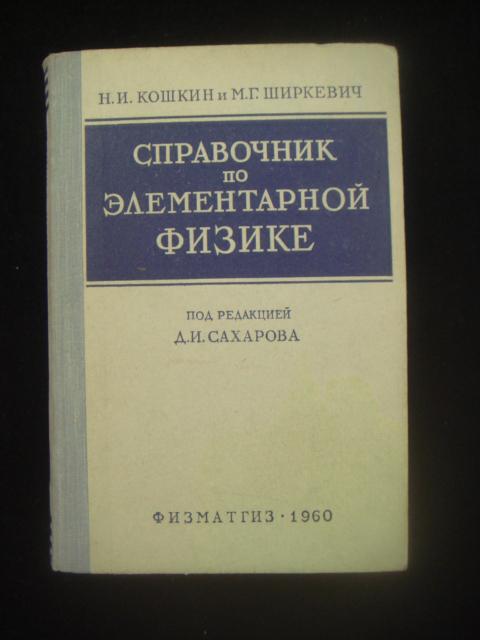 Н.И. КОШКИН и М.Г. ШИРКЕВИЧ
СПРАВОЧНИК
ПО
ЭЛЕМЕНТАРНОЙ
ФИЗИКЕ
ПОД РЕДАКЦИЕЙ
Д.И. САХАРОВА
ФИЗМАТГИЗ · 1960